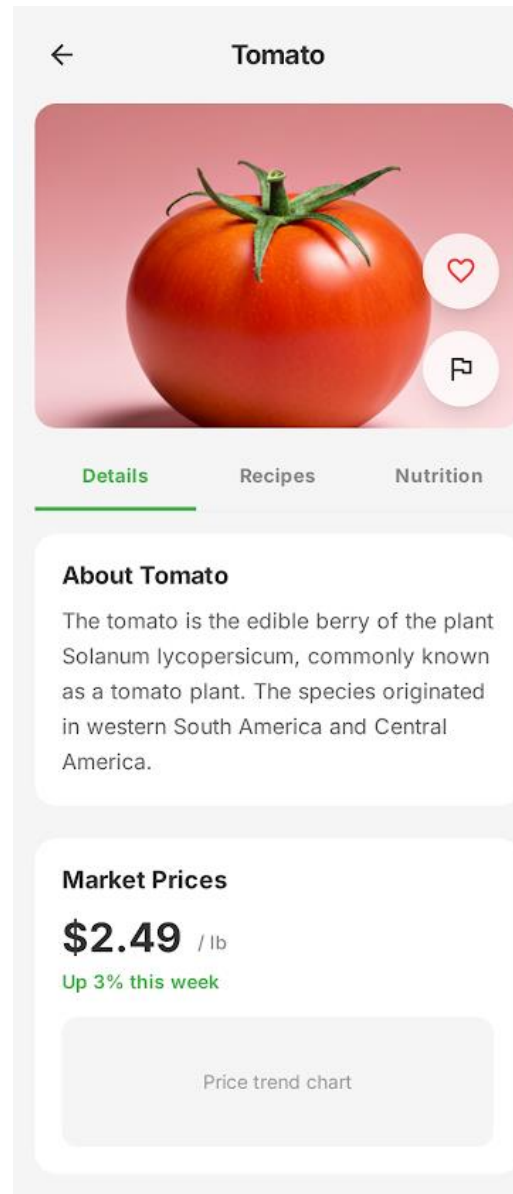 Tomato
Details Recipes Nutrition
About Tomato
The tomato is the edible berry of the plant
Solanum lycopersicum, commonly known
as a tomato plant. The species originated
in western South America and Central
America.
Market Prices
$2.49 / lb
Up 3% this week
Price trend chart